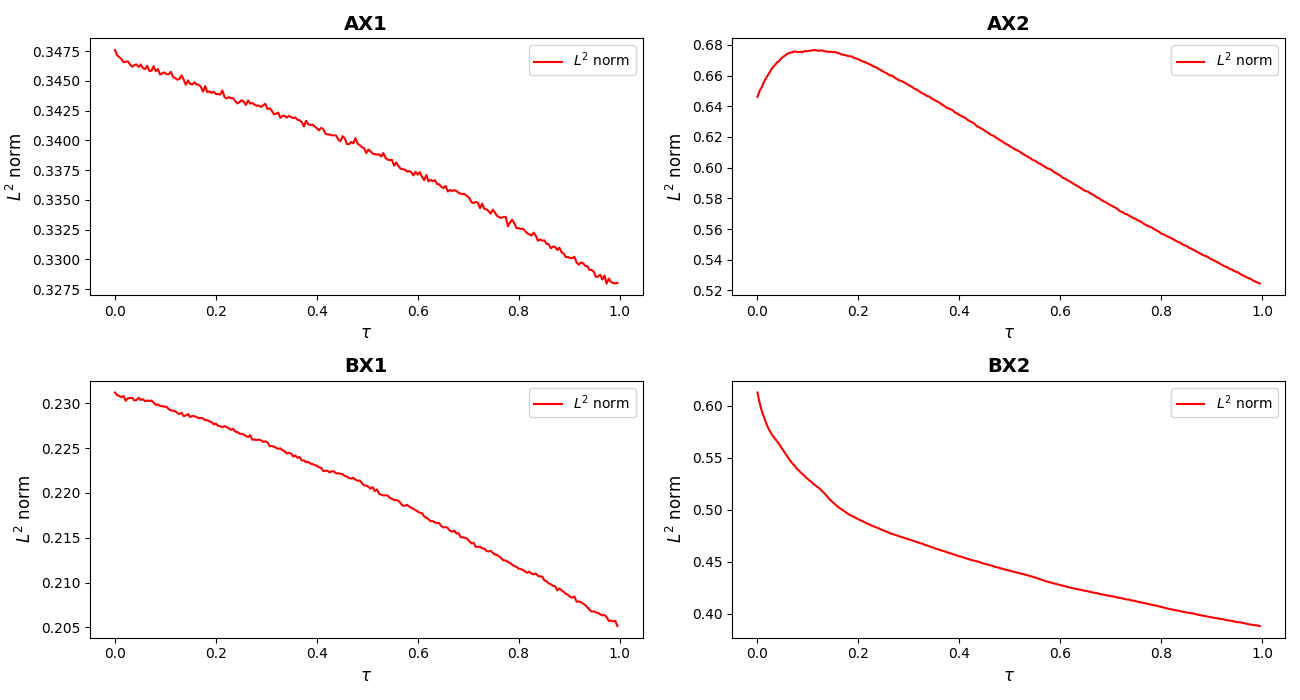 AX1
0.3475
0.3450
0.3425
0.3400
0.3375
0.3350
0.3325
0.3300
0.3275
L² norm
L² norm
0.0 0.2 0.4 0.6 0.8 1.0
τ
AX2
0.68
0.66
0.64
0.62
0.60
0.58
0.56
0.54
0.52
L² norm
L² norm
0.0 0.2 0.4 0.6 0.8 1.0
τ
BX1
0.230
0.225
0.220
0.215
0.210
0.205
L² norm
L² norm
0.0 0.2 0.4 0.6 0.8 1.0
τ
BX2
0.60
0.55
0.50
0.45
0.40
L² norm
L² norm
0.0 0.2 0.4 0.6 0.8 1.0
τ